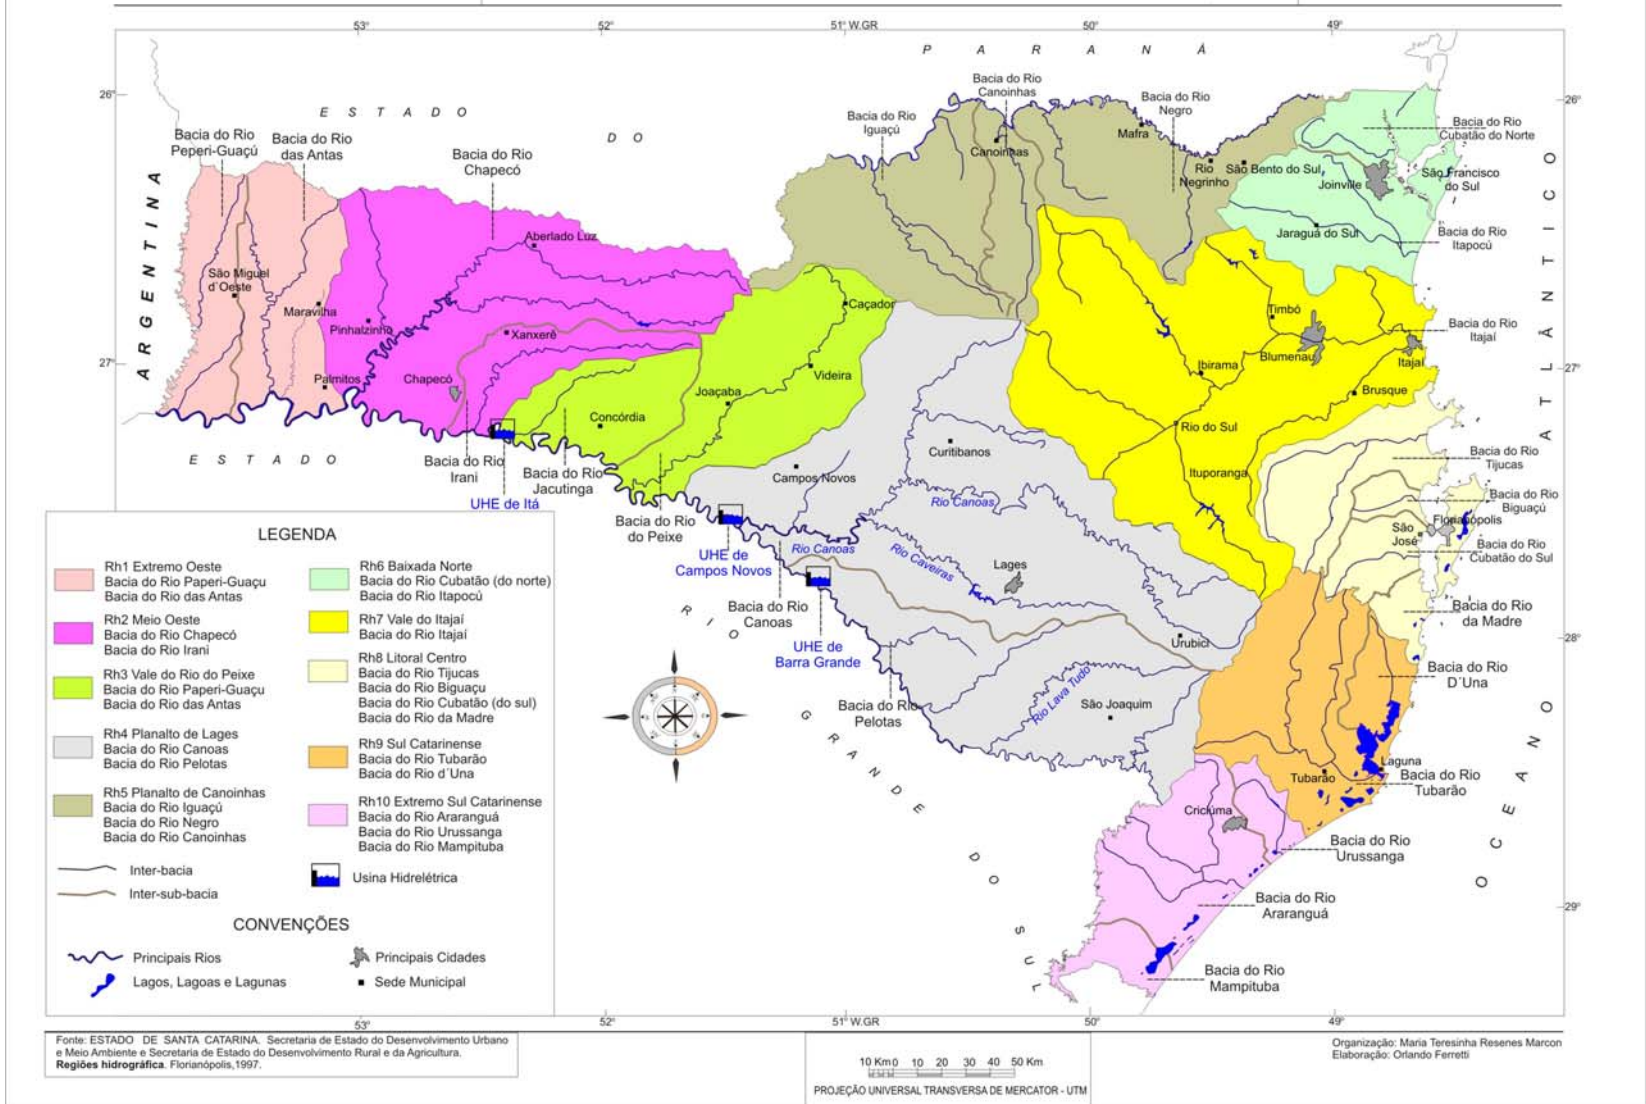 53°
52°
51° W.GR
50°
49°
P A R A N Á
26°
26°
E S T A D O
D O
Bacia do Rio
Peperi-Guaçú
Bacia do Rio
das Antas
Bacia do Rio
Chapecó
Bacia do Rio
Iguaçú
Bacia do Rio
Canoinhas
Bacia do Rio
Negro
Bacia do Rio
Cubatão do Norte
Mafra
Canoinhas
Rio
Negrinho
São Bento do Sul
Joinville
São Francisco
do Sul
Jaraguá do Sul
Bacia do Rio
Itapocú
ARGENTINA
OCEANO ATLÂNTICO
Aberlado Luz
São Miguel
d´Oeste
Maravilha
Pinhalzinho
Xanxerê
Caçador
Timbó
Bacia do Rio
Itajaí
Blumenau
Itajaí
Ibirama
27°
27°
Palmitos
Chapecó
Joaçaba
Videira
Brusque
Concórdia
Rio do Sul
Curitibanos
Ituporanga
Campos Novos
E S T A D O
Bacia do Rio
Irani
Bacia do Rio
Jacutinga
UHE de Itá
Bacia do Rio
do Peixe
UHE de
Campos Novos
Rio Canoas
Rio Canoas
Rio Caveiras
Lages
Bacia do Rio
Tijucas
Bacia do Rio
Biguaçú
Florianópolis
São
José
Bacia do Rio
Cubatão do Sul
Bacia do Rio
da Madre
Bacia do Rio
Canoas
UHE de
Barra Grande
Urubici
28°
28°
Bacia do Rio
D´Una
Bacia do Rio
Pelotas
Rio Lava Tudo
São Joaquim
R I O
G R A N D E
D O
S U L
Laguna
Tubarão
Bacia do Rio
Tubarão
Criciúma
Bacia do Rio
Urussanga
Bacia do Rio
Araranguá
29°
Bacia do Rio
Mampituba
LEGENDA
Rh1 Extremo Oeste
Bacia do Rio Paperi-Guaçu
Bacia do Rio das Antas
Rh2 Meio Oeste
Bacia do Rio Chapecó
Bacia do Rio Irani
Rh3 Vale do Rio do Peixe
Bacia do Rio Paperi-Guaçu
Bacia do Rio das Antas
Rh4 Planalto de Lages
Bacia do Rio Canoas
Bacia do Rio Pelotas
Rh5 Planalto de Canoinhas
Bacia do Rio Iguaçu
Bacia do Rio Negro
Bacia do Rio Canoinhas
Rh6 Baixada Norte
Bacia do Rio Cubatão (do norte)
Bacia do Rio Itapocú
Rh7 Vale do Itajaí
Bacia do Rio Itajaí
Rh8 Litoral Centro
Bacia do Rio Tijucas
Bacia do Rio Biguaçu
Bacia do Rio Cubatão (do sul)
Bacia do Rio da Madre
Rh9 Sul Catarinense
Bacia do Rio Tubarão
Bacia do Rio d´Una
Rh10 Extremo Sul Catarinense
Bacia do Rio Araranguá
Bacia do Rio Urussanga
Bacia do Rio Mampituba
Inter-bacia
Inter-sub-bacia
Usina Hidrelétrica
CONVENÇÕES
Principais Rios
Lagos, Lagoas e Lagunas
Principais Cidades
Sede Municipal
53°
52°
51° W.GR
50°
49°
Fonte: ESTADO DE SANTA CATARINA. Secretaria de Estado do Desenvolvimento Urbano
e Meio Ambiente e Secretaria de Estado do Desenvolvimento Rural e da Agricultura.
Regiões hidrográfica. Florianópolis,1997.
10 Km 0 10 20 30 40 50 Km
PROJEÇÃO UNIVERSAL TRANSVERSA DE MERCATOR - UTM
Organização: Maria Teresinha Resenes Marcon
Elaboração: Orlando Ferretti